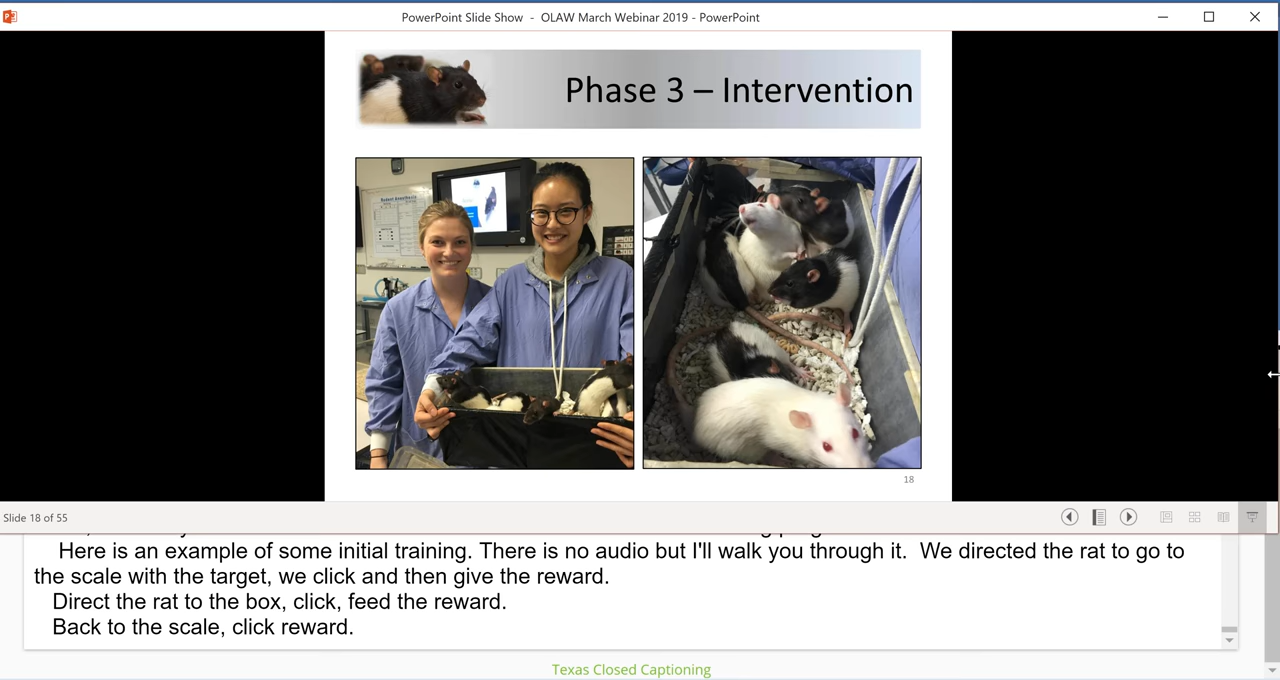 PowerPoint Slide Show - OLAW March Webinar 2019 - PowerPoint
Phase 3 – Intervention
18
Slide 18 of 55
Here is an example of some initial training. There is no audio but I'll walk you through it. We directed the rat to go to
the scale with the target, we click and then give the reward.
Direct the rat to the box, click, feed the reward.
Back to the scale, click reward.
Texas Closed Captioning